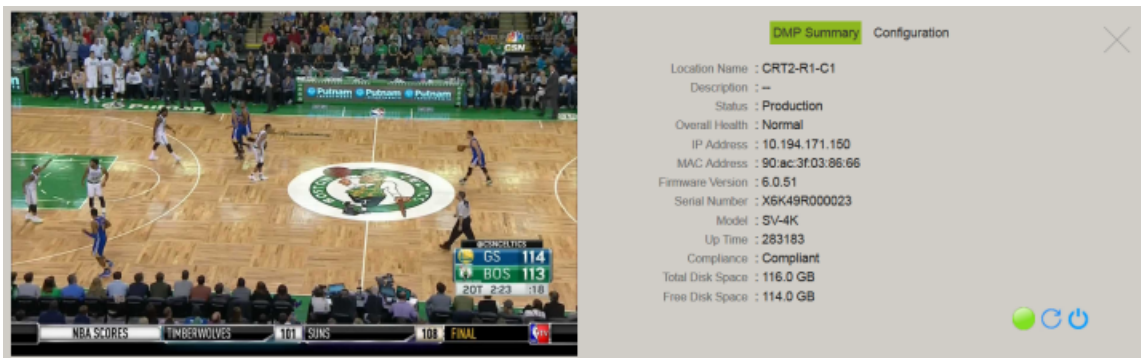 CSN
Putnam Putnam Putnam
@CSNCELTICS
GS 114
BOS 113
2OT 2:23 :18
NBA SCORES TIMBERWOLVES 101 SUNS 108 FINAL
DMP Summary Configuration
Location Name : CRT2-R1-C1
Description : --
Status : Production
Overall Health : Normal
IP Address : 10.194.171.150
MAC Address : 90:ac:3f:03:86:66
Firmware Version : 6.0.51
Serial Number : X6K49R000023
Model : SV-4K
Up Time : 283183
Compliance : Compliant
Total Disk Space : 116.0 GB
Free Disk Space : 114.0 GB